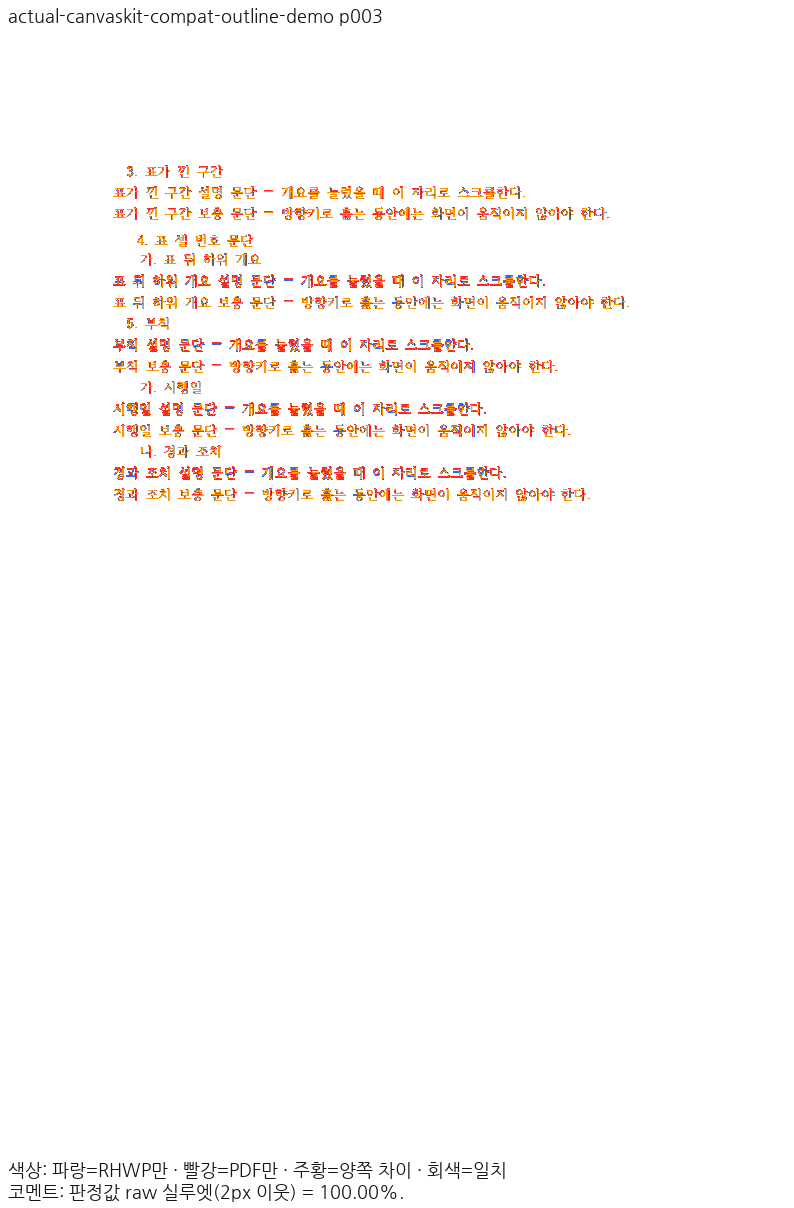 actual-canvaskit-compat-outline-demo p003
3. 표가 낀 구간
표가 낀 구간 설명 문단 － 개요를 눌렀을 때 이 자리로 스크롤한다.
표가 낀 구간 보충 문단 － 방향키로 훑는 동안에는 화면이 움직이지 않아야 한다.
4. 표 셀 번호 문단
가. 표 뒤 하위 개요
표 뒤 하위 개요 설명 문단 － 개요를 눌렀을 때 이 자리로 스크롤한다.
표 뒤 하위 개요 보충 문단 － 방향키로 훑는 동안에는 화면이 움직이지 않아야 한다.
5. 부칙
부칙 설명 문단 － 개요를 눌렀을 때 이 자리로 스크롤한다.
부칙 보충 문단 － 방향키로 훑는 동안에는 화면이 움직이지 않아야 한다.
가. 시행일
시행일 설명 문단 － 개요를 눌렀을 때 이 자리로 스크롤한다.
시행일 보충 문단 － 방향키로 훑는 동안에는 화면이 움직이지 않아야 한다.
나. 경과 조치
경과 조치 설명 문단 － 개요를 눌렀을 때 이 자리로 스크롤한다.
경과 조치 보충 문단 － 방향키로 훑는 동안에는 화면이 움직이지 않아야 한다.
색상: 파랑=RHWP만 · 빨강=PDF만 · 주황=양쪽 차이 · 회색=일치
코멘트: 판정값 raw 실루엣(2px 이웃) = 100.00%.